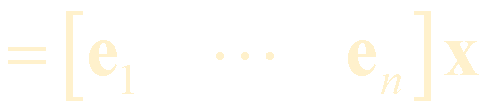 = [ e₁ ⋯ eₙ ] x